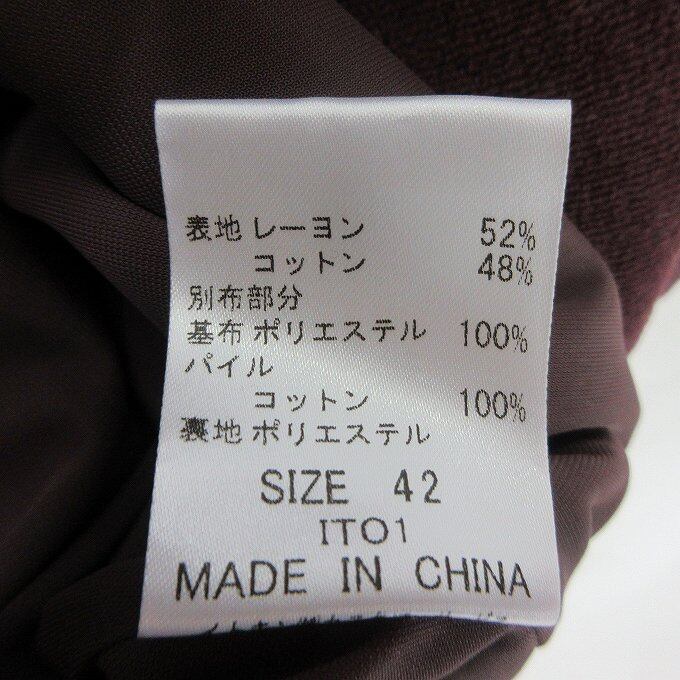 表地 レーヨン 52%
コットン 48%
別布部分
基布 ポリエステル 100%
パイル
コットン 100%
裏地 ポリエステル
SIZE 42
IT01
MADE IN CHINA